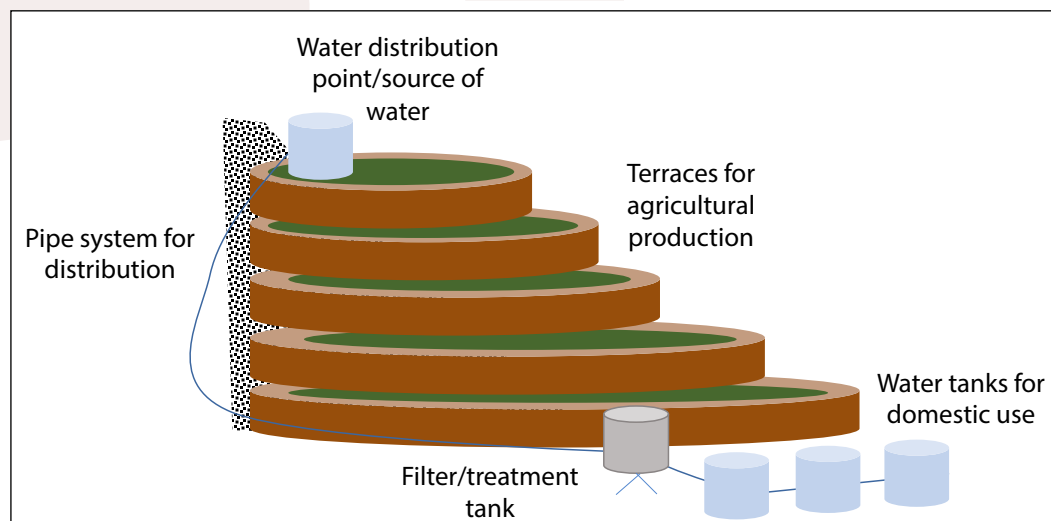 Water distribution
point/source of
water
Terraces for
agricultural
production
Pipe system for
distribution
Water tanks for
domestic use
Filter/treatment
tank